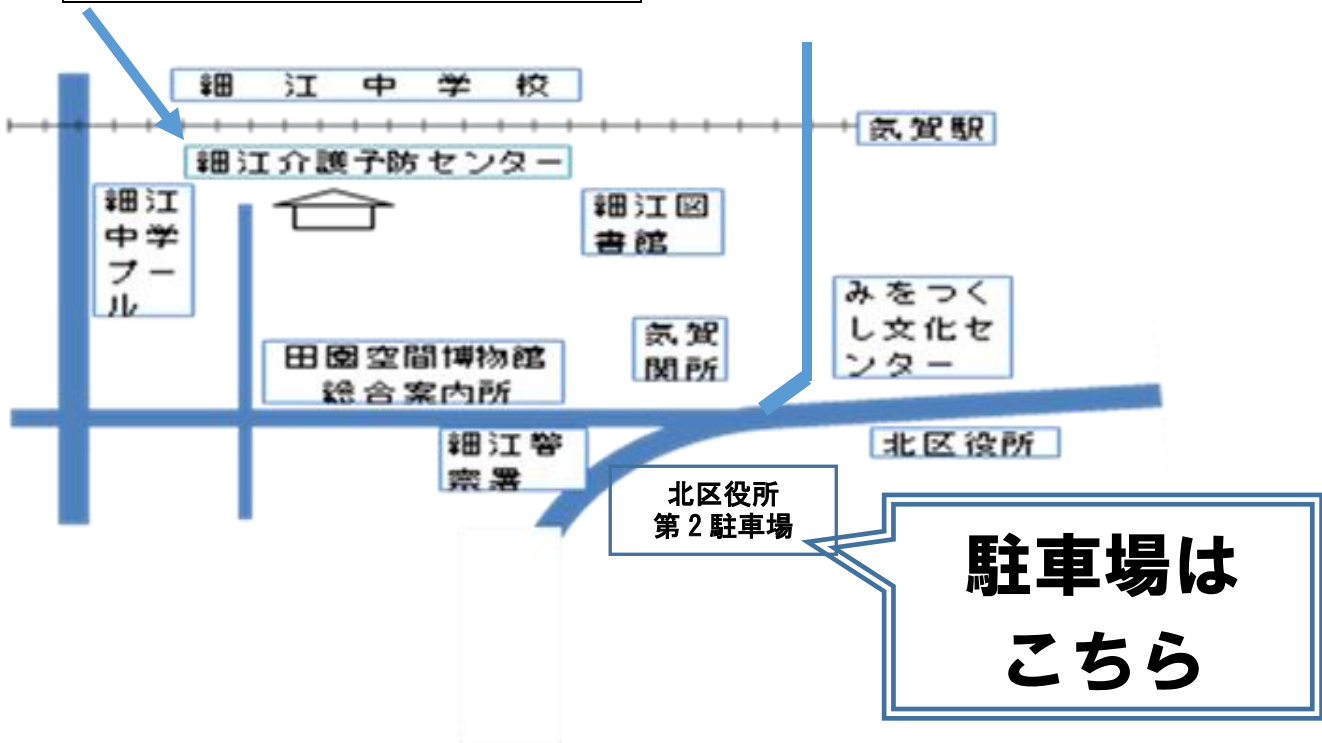 細江中学校
気賀駅
細江介護予防センター
細江
中学
プー
ル
細江図
書館
みをつく
し文化セ
ンター
気賀
関所
田園空間博物館
総合案内所
細江警
察署
北区役所
北区役所
第2駐車場
駐車場は
こちら